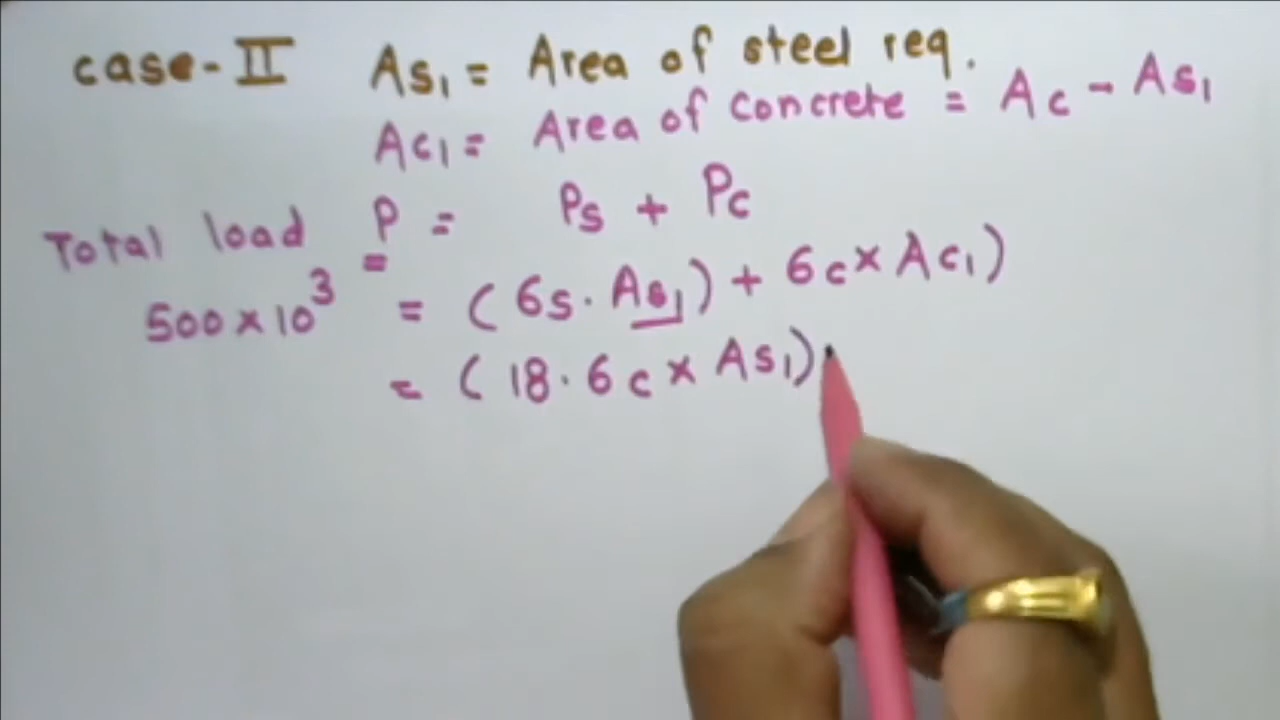 case-II As1 = Area of steel req.
Ac1 = Area of concrete = Ac - As1
Total load P = Ps + Pc
500×10³ = (6s . As1) + 6c × Ac1)
= (18.6c × As1)